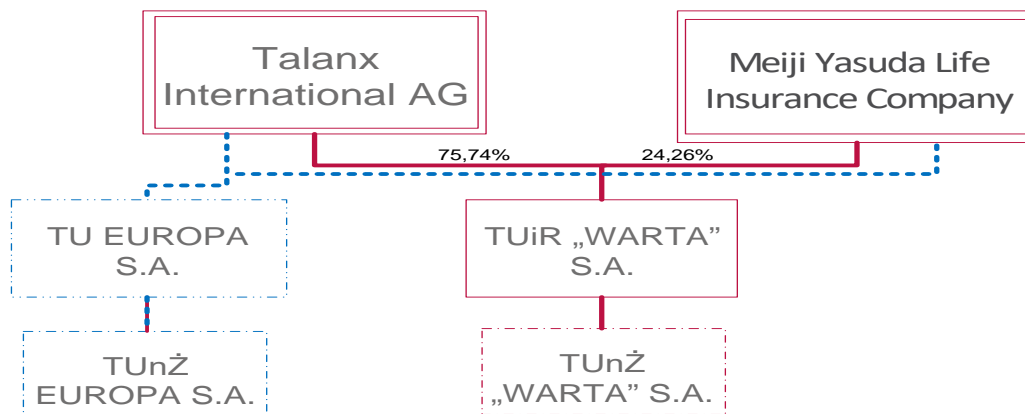 Talanx
International AG
Meiji Yasuda Life
Insurance Company
75,74%
24,26%
TU EUROPA
S.A.
TUiR „WARTA”
S.A.
TUnŻ
EUROPA S.A.
TUnŻ
„WARTA” S.A.